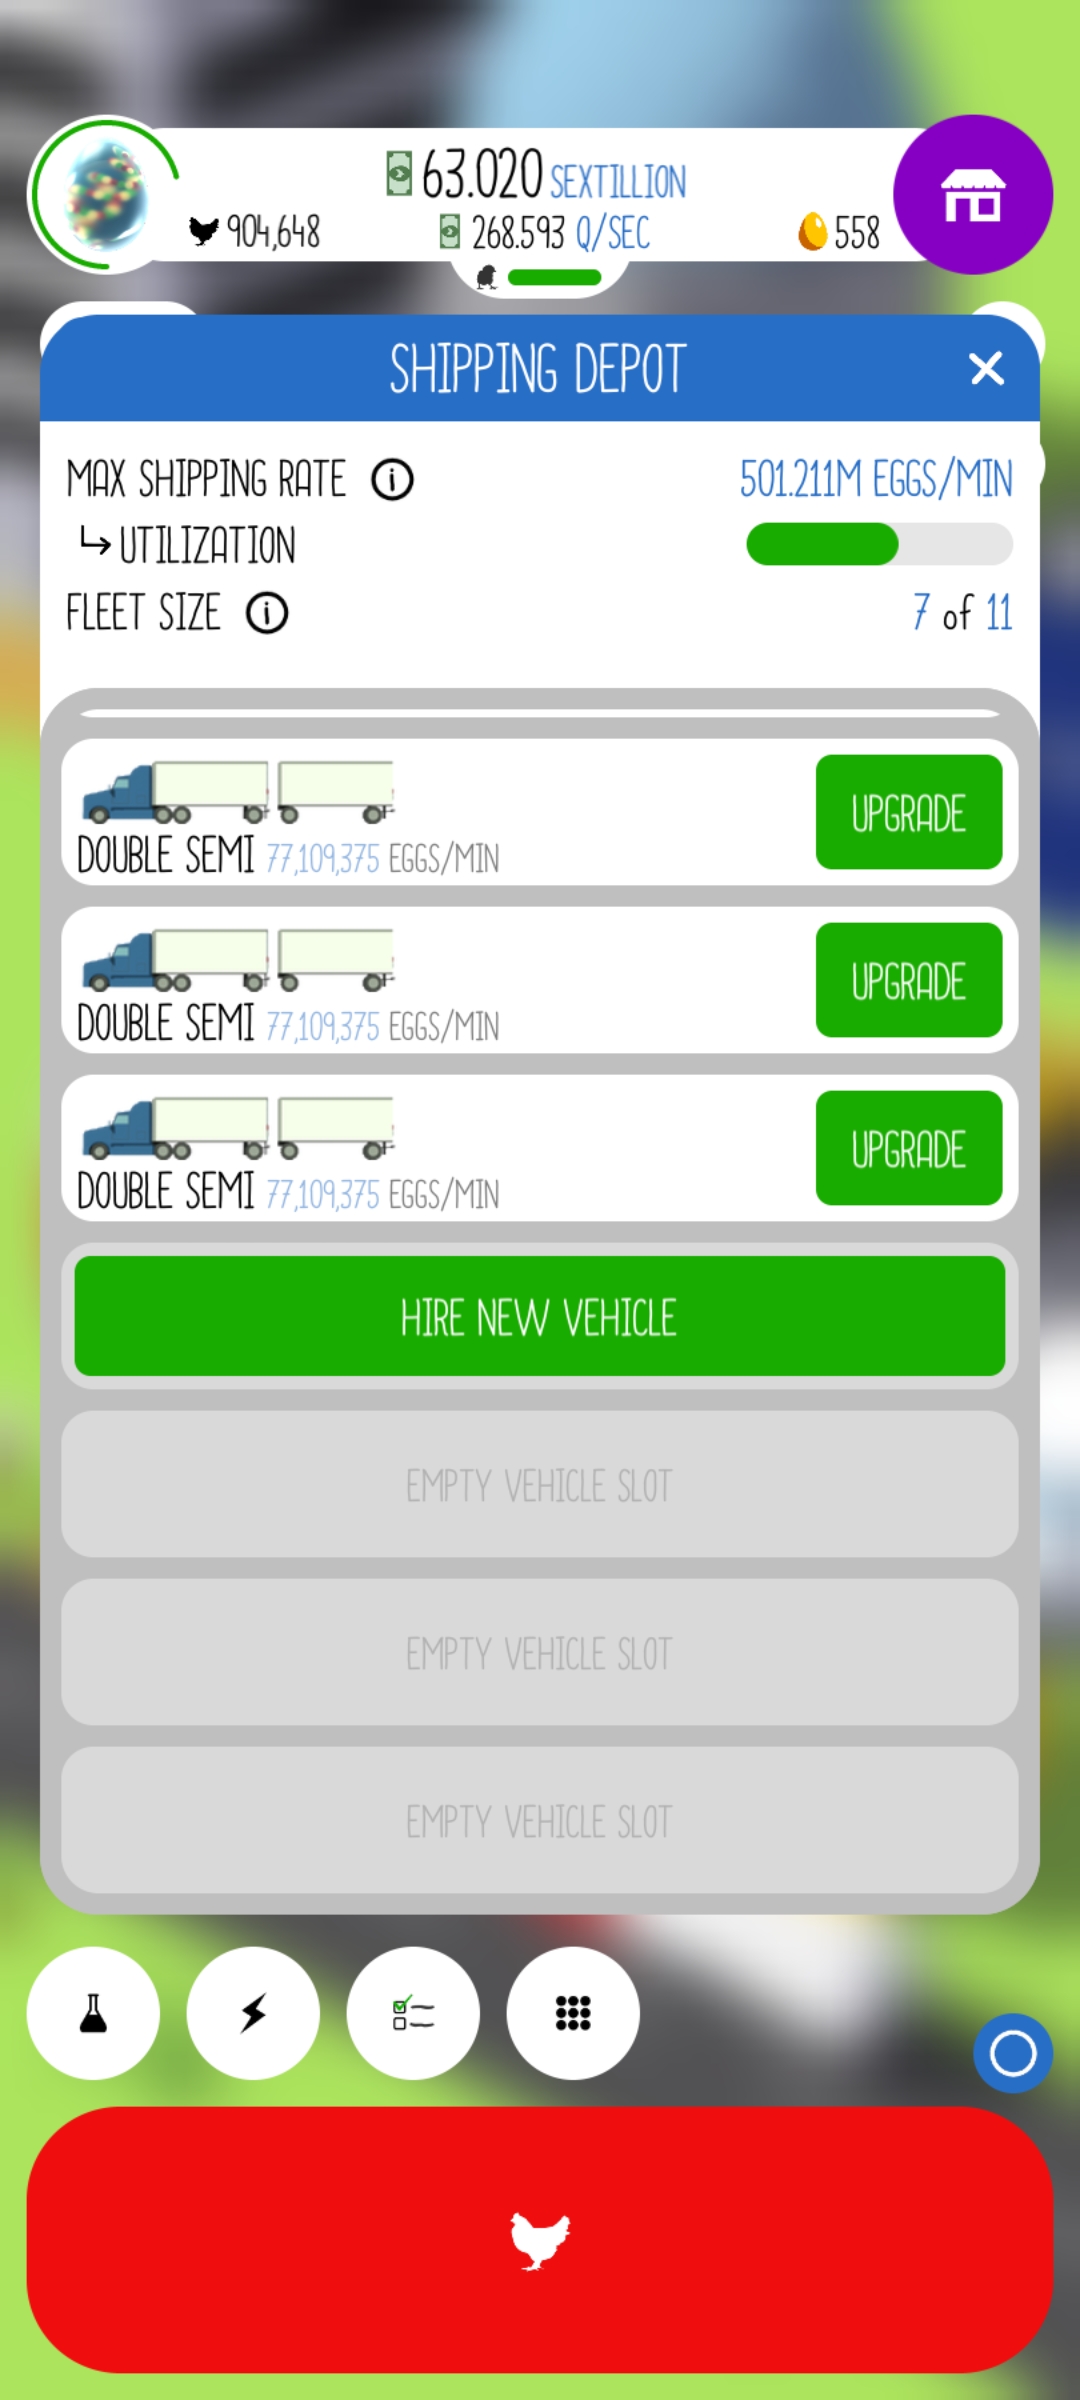 63.020 SEXTILLION
904,648 268.593 Q/SEC 558
SHIPPING DEPOT
MAX SHIPPING RATE 501.211M EGGS/MIN
UTILIZATION
FLEET SIZE 7 of 11
UPGRADE
DOUBLE SEMI 77,109,375 EGGS/MIN
UPGRADE
DOUBLE SEMI 77,109,375 EGGS/MIN
UPGRADE
DOUBLE SEMI 77,109,375 EGGS/MIN
HIRE NEW VEHICLE
EMPTY VEHICLE SLOT
EMPTY VEHICLE SLOT
EMPTY VEHICLE SLOT